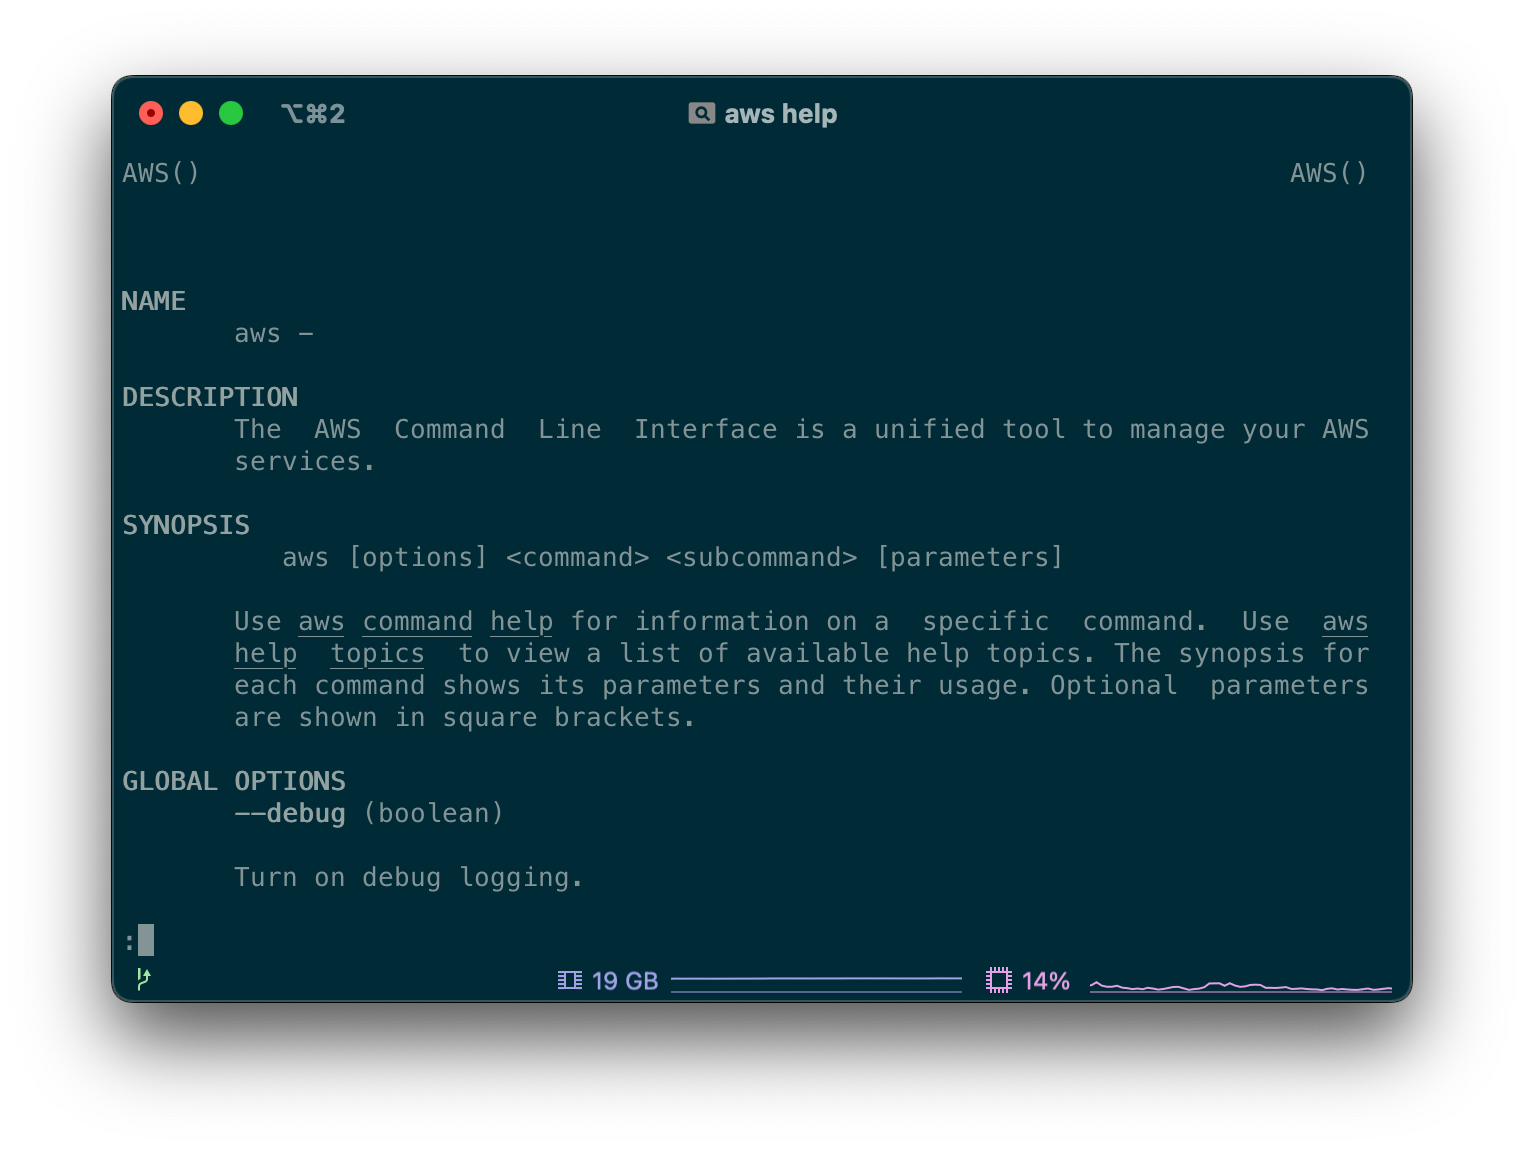 ⌥⌘2 aws help
AWS() AWS()
NAME
aws -
DESCRIPTION
The AWS Command Line Interface is a unified tool to manage your AWS
services.
SYNOPSIS
aws [options] <command> <subcommand> [parameters]
Use aws command help for information on a specific command. Use aws
help topics to view a list of available help topics. The synopsis for
each command shows its parameters and their usage. Optional parameters
are shown in square brackets.
GLOBAL OPTIONS
--debug (boolean)
Turn on debug logging.
:
19 GB 14%